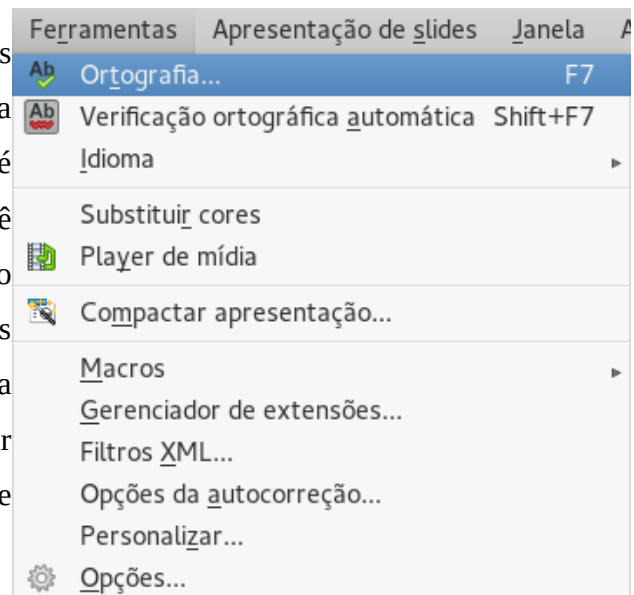 Ferramentas Apresentação de slides Janela A
s
Ortografia... F7
a
Verificação ortográfica automática Shift+F7
é
Idioma
ê
Substituir cores
o
Player de mídia
s
Compactar apresentação...
a
Macros
Gerenciador de extensões...
r
Filtros XML...
e
Opções da autocorreção...
Personalizar...
Opções...